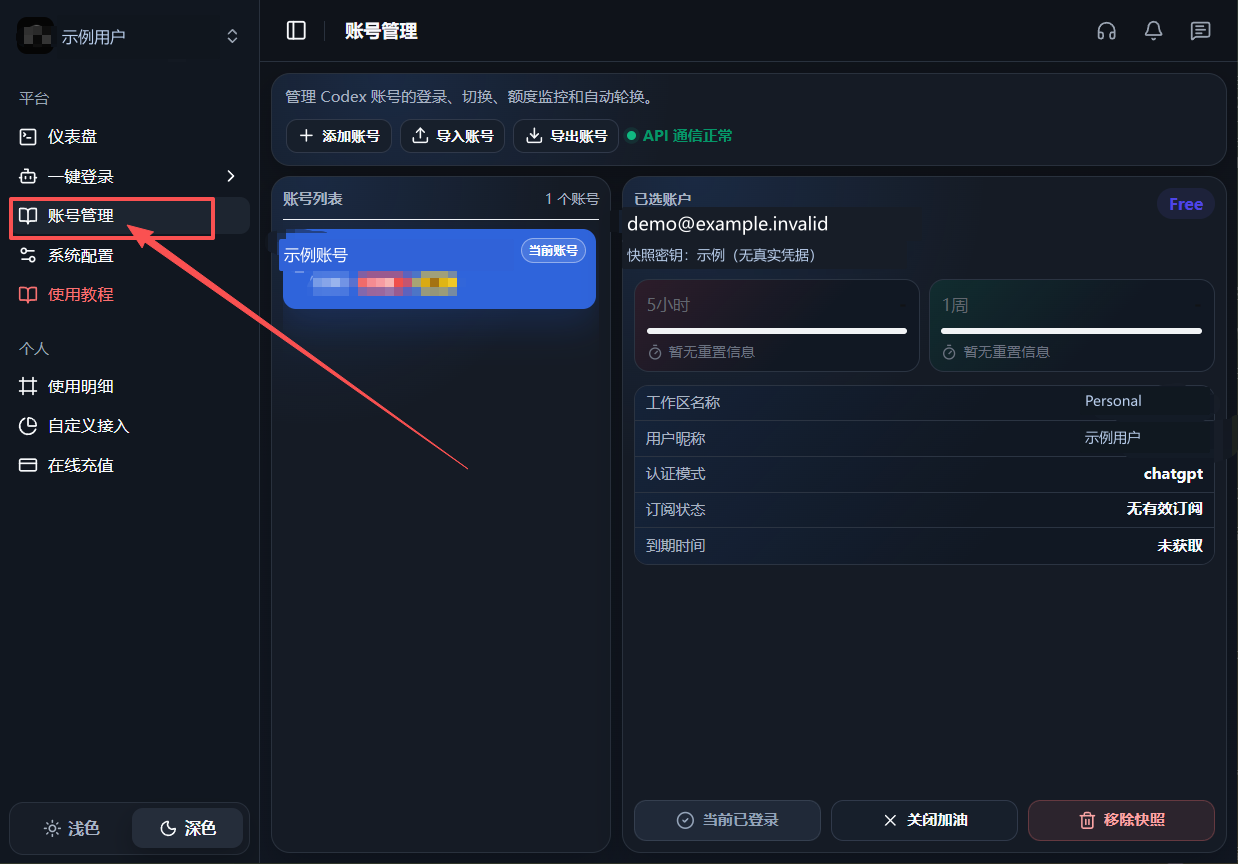 示例用户
平台
仪表盘
一键登录
账号管理
系统配置
使用教程
个人
使用明细
自定义接入
在线充值
浅色
深色
账号管理
管理 Codex 账号的登录、切换、额度监控和自动轮换。
添加账号
导入账号
导出账号
API 通信正常
账号列表
1 个账号
示例账号
当前账号
已选账户
Free
demo@example.invalid
快照密钥：示例（无真实凭据）
5小时
暂无重置信息
1周
暂无重置信息
工作区名称
Personal
用户昵称
示例用户
认证模式
chatgpt
订阅状态
无有效订阅
到期时间
未获取
当前已登录
关闭加油
移除快照